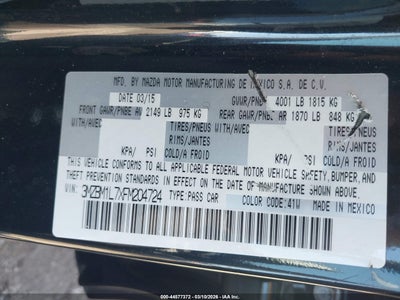 MFD. BY MAZDA MOTOR MANUFACTURING DE MEXICO S.A. DE C.V.
DATE 03/15 GVWR/PNBV 4001 LB 1815 KG
FRONT GAWR/PNBE AV 2149 LB 975 KG REAR GAWR/PNBE AR 1870 LB 848 KG
WITH/AVEC TIRES/PNEUS WITH/AVEC TIRES/PNEUS
RIMS/JANTES RIMS/JANTES
KPA/ PSI COLD/A FROID KPA/ PSI COLD/A FROID
THIS VEHICLE CONFORMS TO ALL APPLICABLE FEDERAL MOTOR VEHICLE SAFETY, BUMPER, AND
THEFT PREVENTION STANDARDS IN EFFECT ON THE DATE OF MANUFACTURE SHOWN ABOVE.
VIN: 3MZBM1L7XFM204724 TYPE: PASS CAR COLOR CODE: 41W MADE IN MEXICO
000-44577372 - 03/10/2026 -